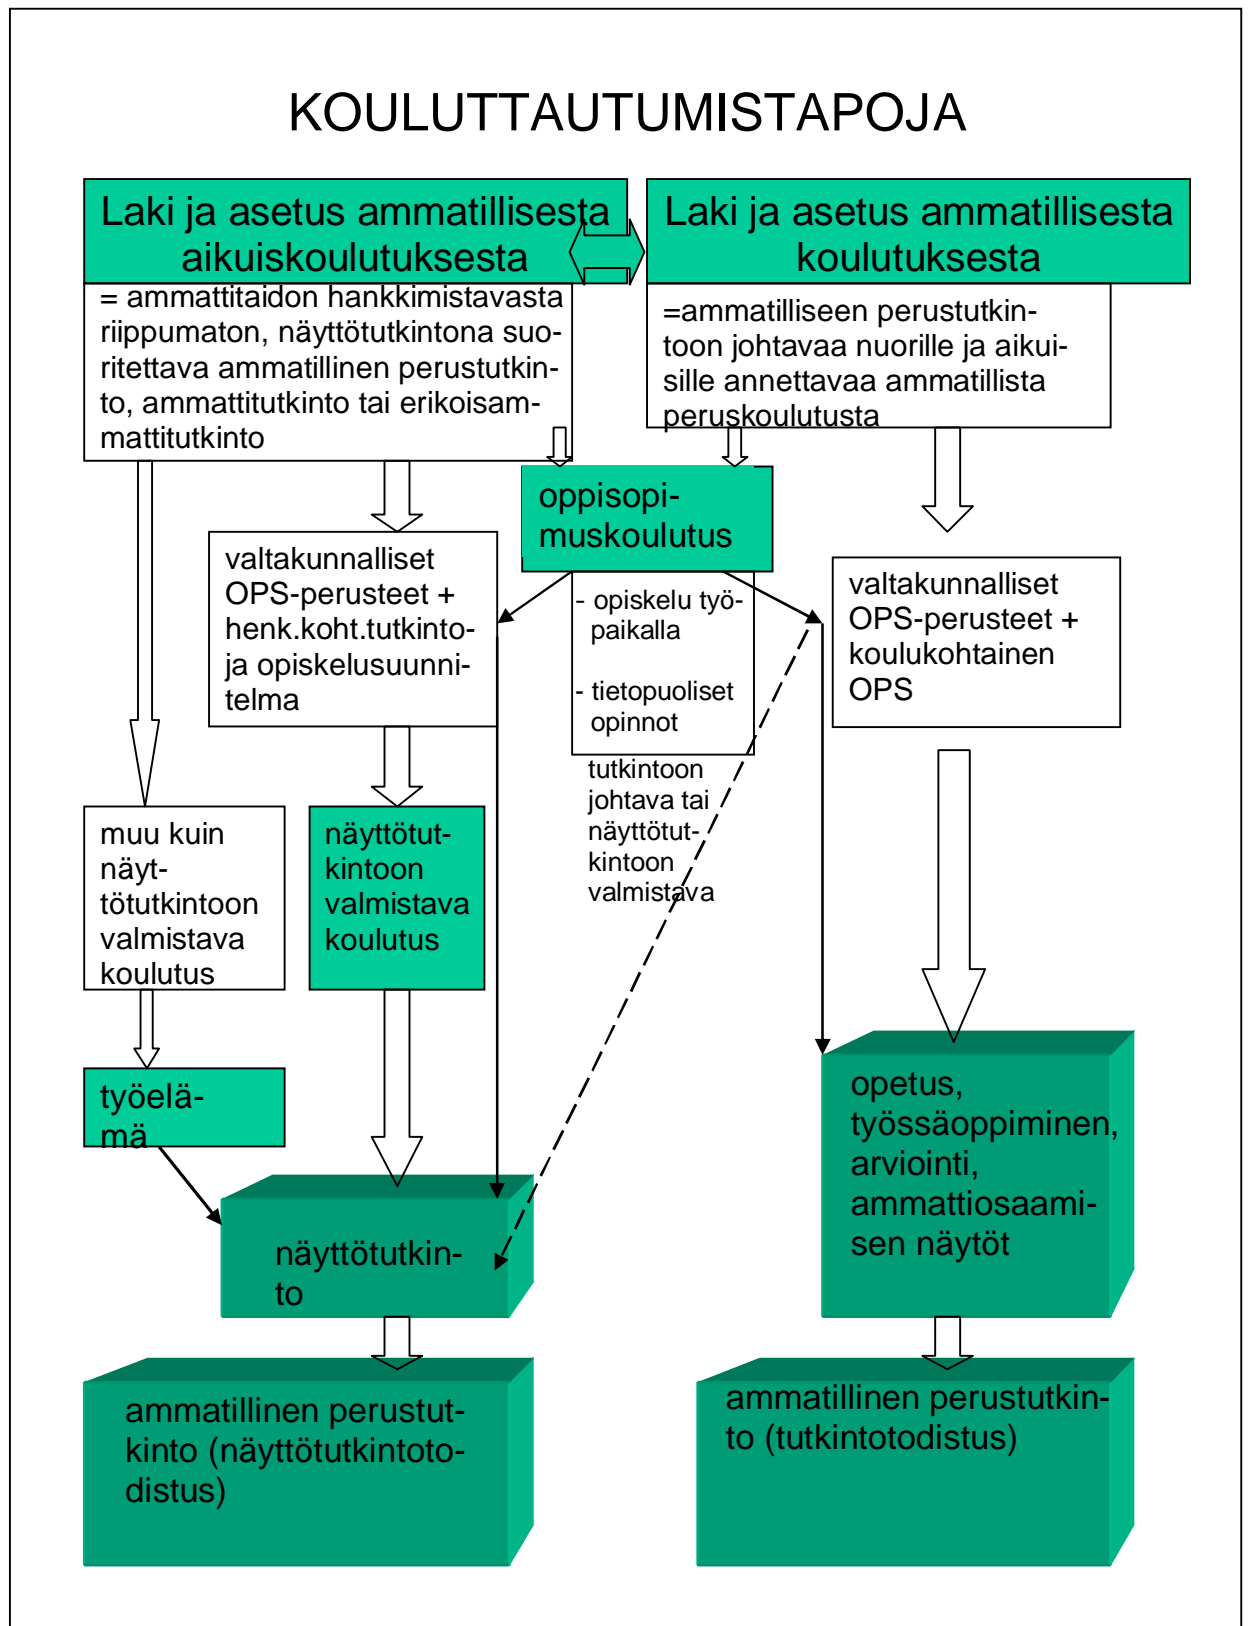 KOULUTTAUTUMISTAPOJA
Laki ja asetus ammatillisesta
aikuiskoulutuksesta
Laki ja asetus ammatillisesta
koulutuksesta
= ammattitaidon hankkimistavasta
riippumaton, näyttötutkintona suo-
ritettava ammatillinen perustutkin-
to, ammattitutkinto tai erikoisam-
mattitutkinto
=ammatilliseen perustutkin-
toon johtavaa nuorille ja aikui-
sille annettavaa ammatillista
peruskoulutusta
oppisopi-
muskoulutus
valtakunnalliset
OPS-perusteet +
henk.koht.tutkinto-
ja opiskelusuunni-
telma
- opiskelu työ-
paikalla
- tietopuoliset
opinnot
tutkintoon
johtava tai
näyttötut-
kintoon
valmistava
valtakunnalliset
OPS-perusteet +
koulukohtainen
OPS
muu kuin
näyt-
tötutkintoon
valmistava
koulutus
näyttötut-
kintoon
valmistava
koulutus
työelä-
mä
opetus,
työssäoppiminen,
arviointi,
ammattiosaami-
sen näytöt
näyttötutkin-
to
ammatillinen perustut-
kinto (näyttötutkintoto-
distus)
ammatillinen perustutkin-
to (tutkintotodistus)